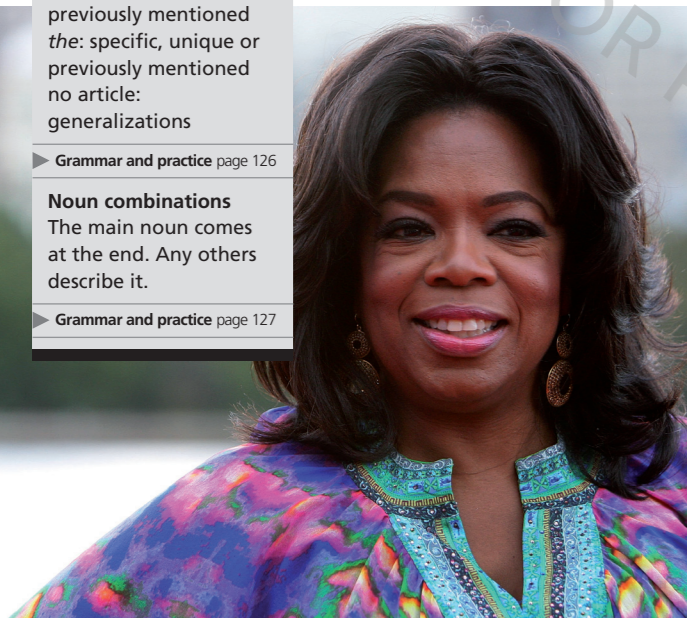 previously mentioned
the: specific, unique or
previously mentioned
no article:
generalizations
▶ Grammar and practice page 126
Noun combinations
The main noun comes
at the end. Any others
describe it.
▶ Grammar and practice page 127
OR